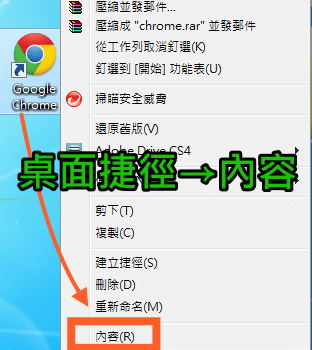 壓縮並發郵件...
壓縮成 "chrome.rar" 並發郵件
從工作列取消釘選(K)
釘選到 [開始] 功能表(U)
Google
Chrome
掃瞄安全威脅
還原舊版(V)
Adobe Drive CS4
桌面捷徑→內容
剪下(T)
複製(C)
建立捷徑(S)
刪除(D)
重新命名(M)
內容(R)